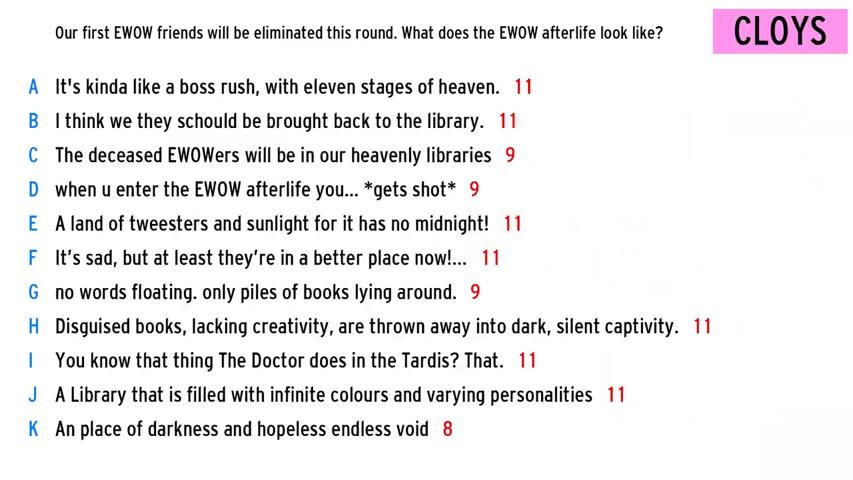 Our first EWOW friends will be eliminated this round. What does the EWOW afterlife look like?
CLOYS
A It's kinda like a boss rush, with eleven stages of heaven. 11
B I think we they schould be brought back to the library. 11
C The deceased EWOWers will be in our heavenly libraries 9
D when u enter the EWOW afterlife you... *gets shot* 9
E A land of tweesters and sunlight for it has no midnight! 11
F It's sad, but at least they're in a better place now!... 11
G no words floating. only piles of books lying around. 9
H Disguised books, lacking creativity, are thrown away into dark, silent captivity. 11
I You know that thing The Doctor does in the Tardis? That. 11
J A Library that is filled with infinite colours and varying personalities 11
K An place of darkness and hopeless endless void 8